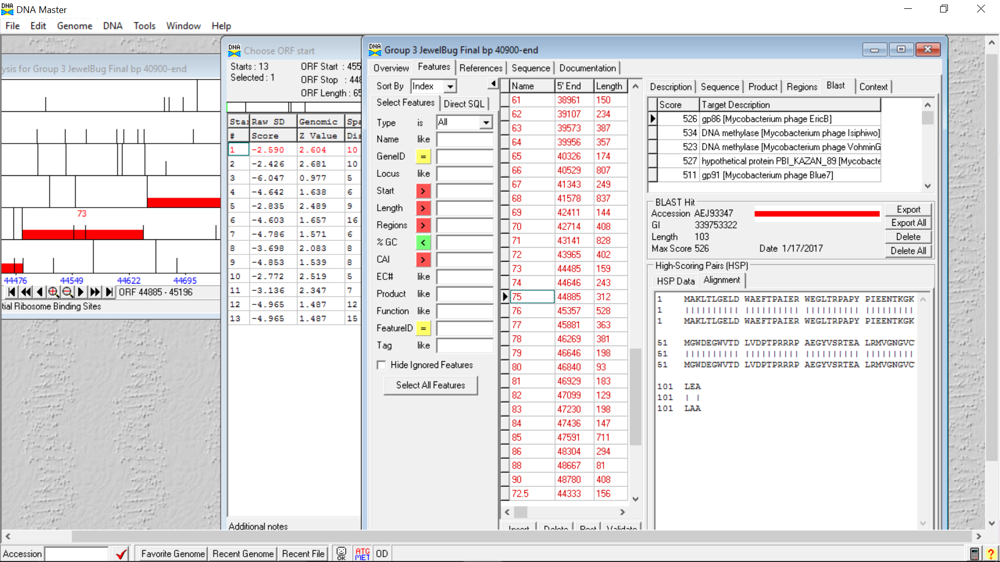 DNA Master
File Edit Genome DNA Tools Window Help
ysis for Group 3 JewelBug Final bp 40900-end
73
44476 44549 44622 44695
ORF 44885 - 45196
tial Ribosome Binding Sites
Choose ORF start
Starts : 13 ORF Start : 455
Selected : 1 ORF Stop : 448
ORF Length : 65
Star Raw SD Genomic Spa
# Score Z Value Dis
1 -2.590 2.604 10
2 -2.426 2.681 10
3 -6.047 0.977 5
4 -4.642 1.638 6
5 -2.835 2.489 9
6 -4.603 1.657 16
7 -4.786 1.571 6
8 -3.698 2.083 8
9 -4.853 1.539 8
10 -2.772 2.519 5
11 -3.136 2.347 7
12 -4.965 1.487 12
13 -4.965 1.487 15
Additional notes
Group 3 JewelBug Final bp 40900-end
Overview Features References Sequence Documentation
Sort By Index
Select Features Direct SQL
Type is All
Name like
GeneID =
Locus like
Start >
Length >
Regions >
% GC <
CAI >
EC# like
Product like
Function like
FeatureID =
Tag like
Hide Ignored Features
Select All Features
Name 5' End Length
61 38961 150
62 39107 234
63 39573 387
64 39956 357
65 40326 174
66 40529 807
67 41343 249
68 41578 837
69 42411 144
70 42714 408
71 43141 828
72 43965 402
73 44485 159
74 44646 243
75 44885 312
76 45357 528
77 45881 363
78 46269 381
79 46646 198
80 46840 93
81 46929 183
82 47099 129
83 47230 198
84 47436 147
85 47591 711
86 48304 294
88 48667 81
90 48780 408
72.5 44333 156
Insert Delete Post Validate
Description Sequence Product Regions Blast Context
Score Target Description
526 gp86 [Mycobacterium phage EricB]
534 DNA methylase [Mycobacterium phage Isiphiwo]
523 DNA methylase [Mycobacterium phage VohminG
527 hypothetical protein PBI_KAZAN_89 [Mycobacte
511 gp91 [Mycobacterium phage Blue7]
BLAST Hit
Accession AEJ93347
GI 339753322
Length 103
Max Score 526 Date 1/17/2017
Export
Export All
Delete
Delete All
High-Scoring Pairs (HSP)
HSP Data Alignment
1 MAKLTLGELD WAEFTPAIER WEGLTRPAPY PIEENTKGK
1 |||||||||| |||||||||| |||||||||| |||||||||
1 MAKLTLGELD WAEFTPAIER WEGLTRPAPY PIEENTKGK
51 MGWDEGWVTD LVDPTPRRRP AEGYVSRTEA LRMVGNGVC
51 |||||||||| |||||||||| |||||||||| |||||||||
51 MGWDEGWVTD LVDPTPRRRP AEGYVSRTEA LRMVGNGVC
101 LEA
101 | |
101 LAA
Accession Favorite Genome Recent Genome Recent File OK ATG MET OD ?